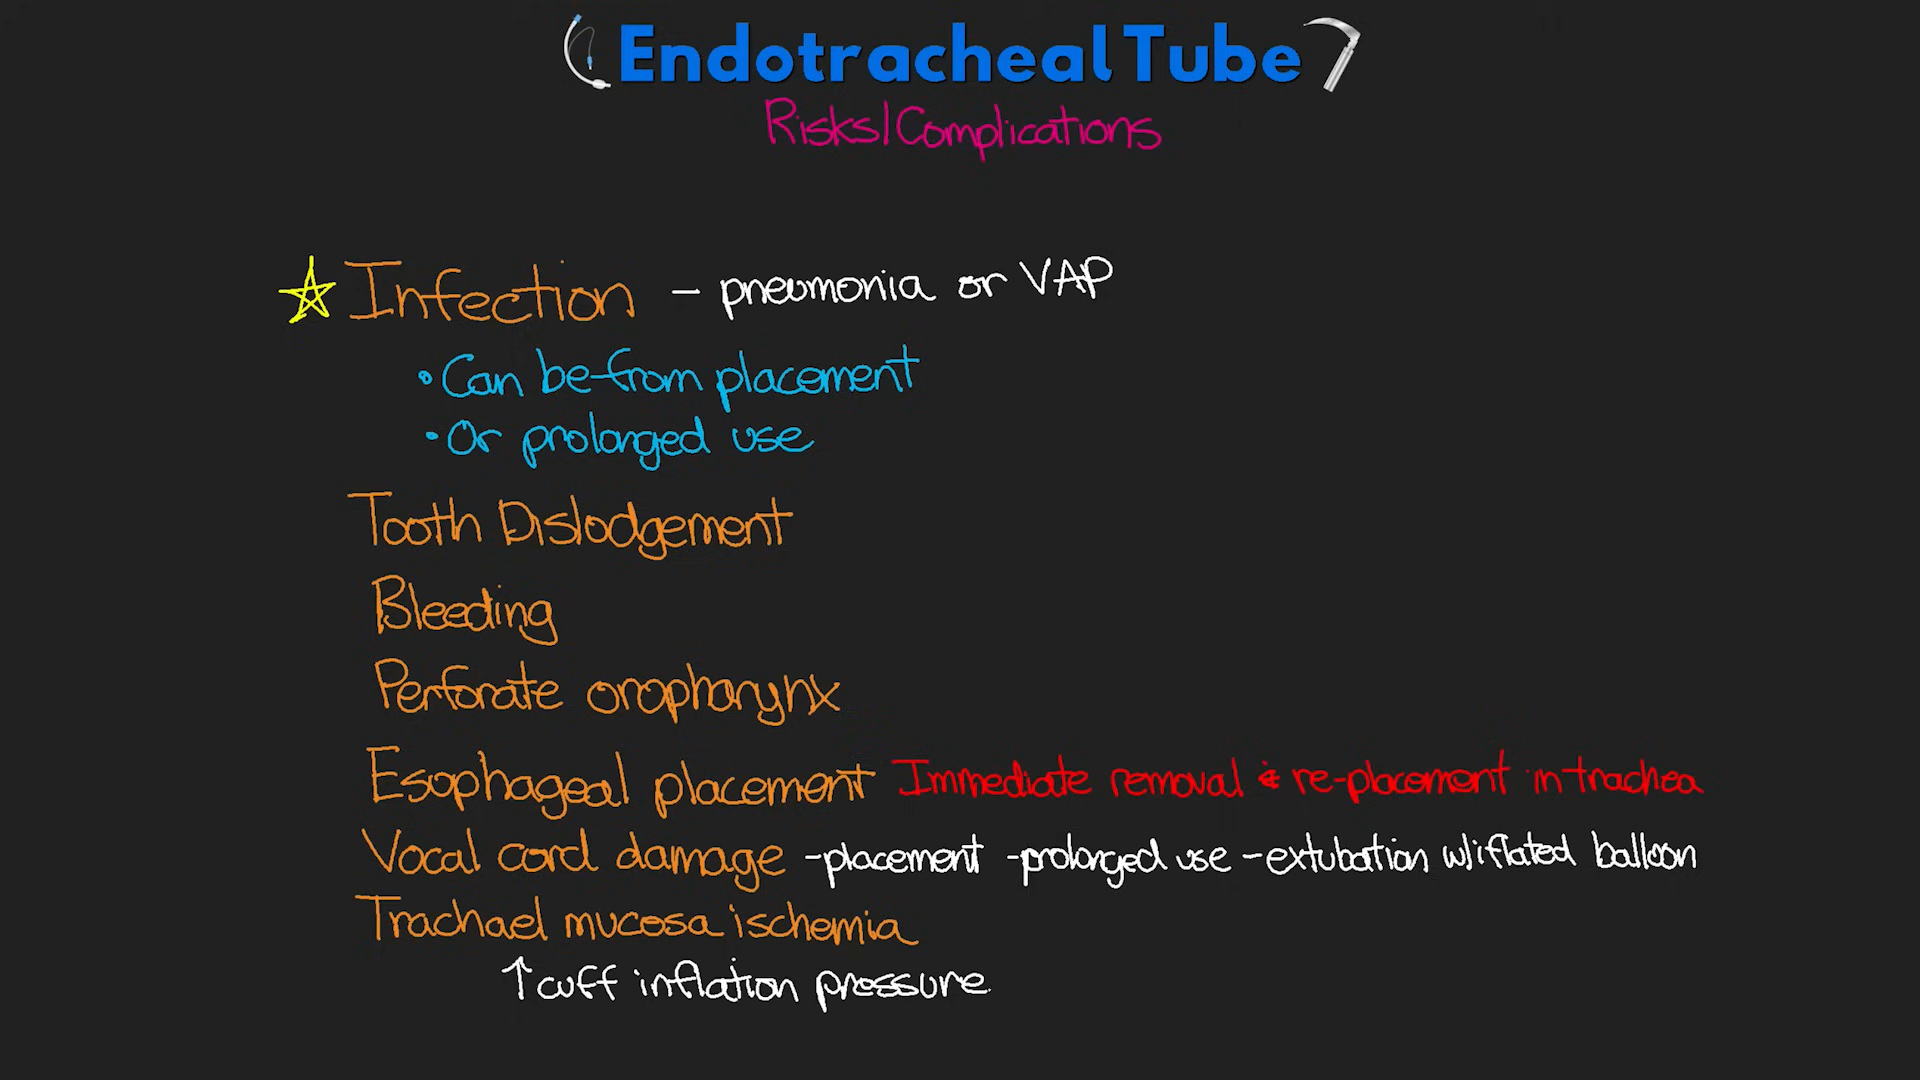 Endotracheal Tube
Risks/Complications
Infection - pneumonia or VAP
• Can be from placement
• Or prolonged use
Tooth Dislodgement
Bleeding
Perforate oropharynx
Esophageal placement Immediate removal & re-placement in trachea
Vocal cord damage -placement -prolonged use -extubation w/iflated balloon
Trachael mucosa ischemia
↑ cuff inflation pressure